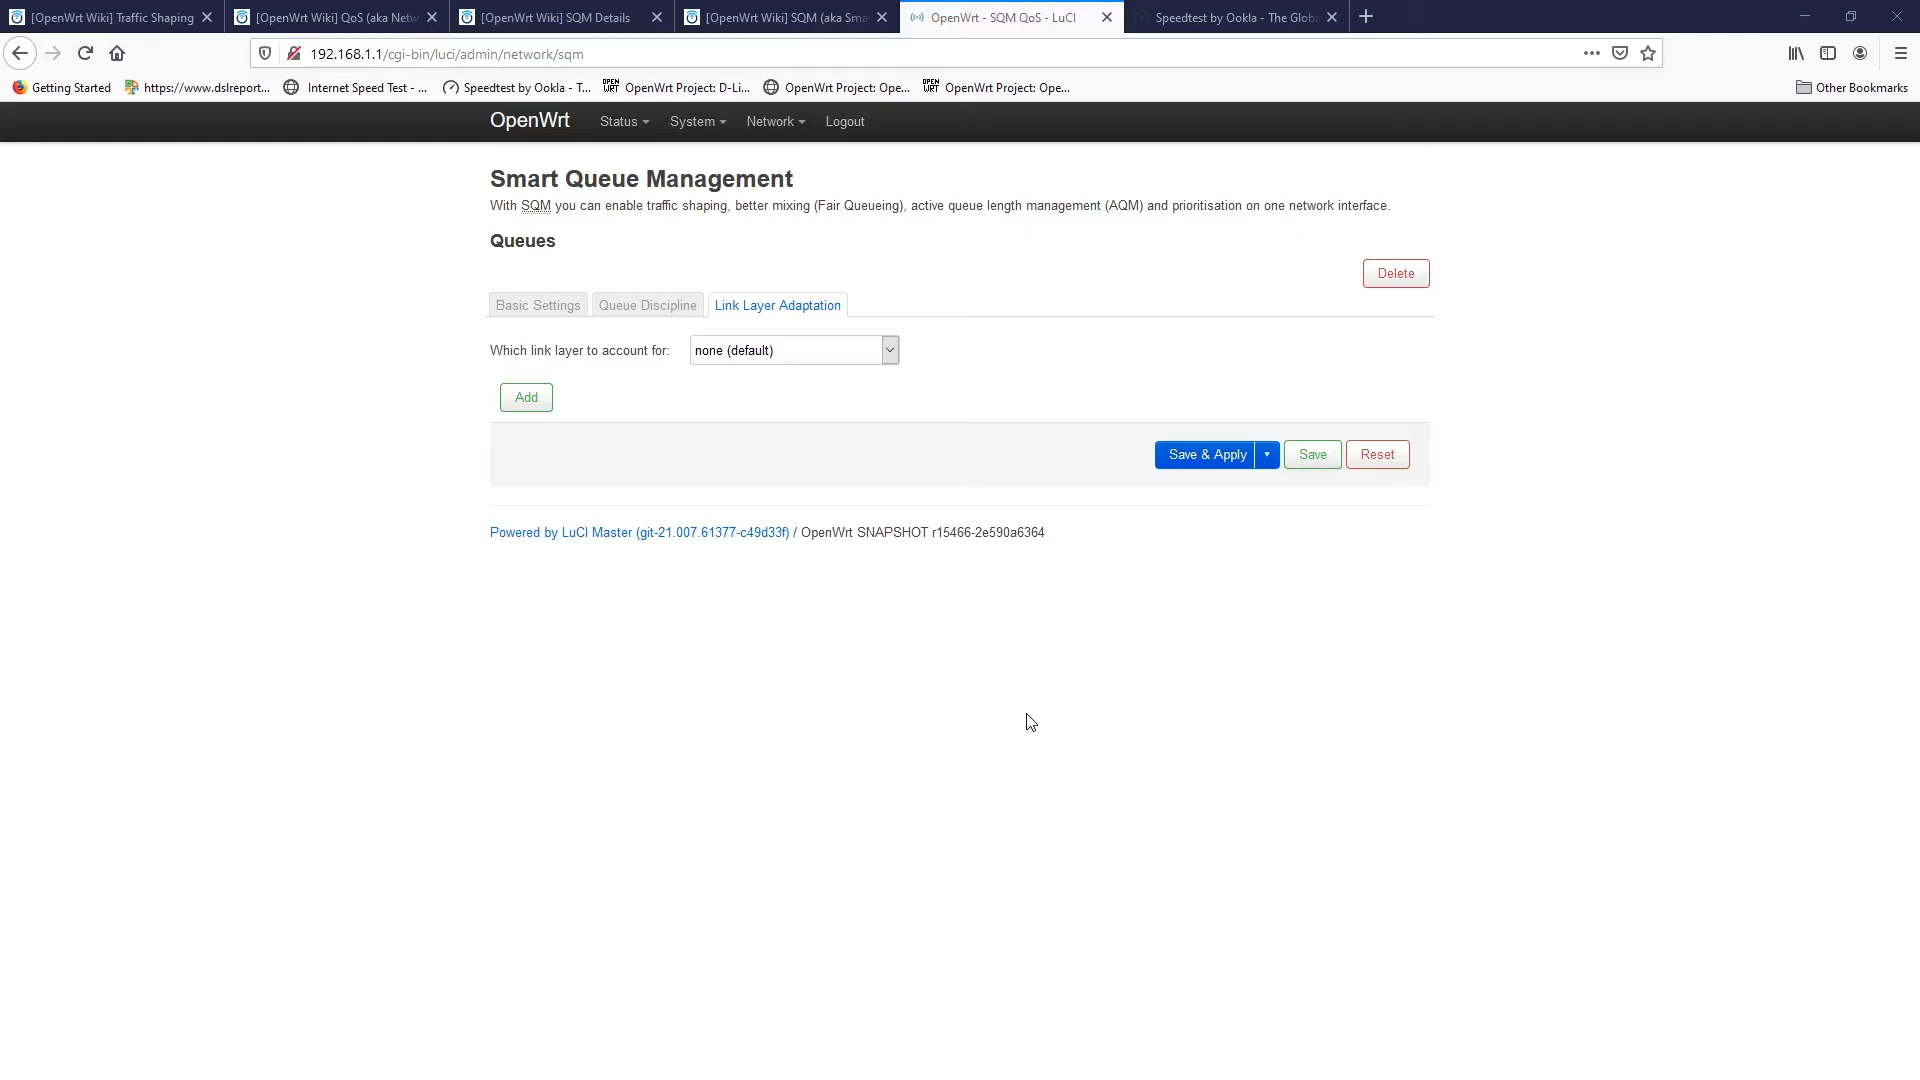 [OpenWrt Wiki] Traffic Shaping
[OpenWrt Wiki] QoS (aka Netw
[OpenWrt Wiki] SQM Details
[OpenWrt Wiki] SQM (aka Sma
OpenWrt - SQM QoS - LuCI
Speedtest by Ookla - The Globa
192.168.1.1/cgi-bin/luci/admin/network/sqm
Getting Started
https://www.dslreport...
Internet Speed Test - ...
Speedtest by Ookla - T...
OPEN
WRT
OpenWrt Project: D-Li...
OpenWrt Project: Ope...
OPEN
WRT
OpenWrt Project: Ope...
Other Bookmarks
OpenWrt
Status
System
Network
Logout
Smart Queue Management
With SQM you can enable traffic shaping, better mixing (Fair Queueing), active queue length management (AQM) and prioritisation on one network interface.
Queues
Delete
Basic Settings
Queue Discipline
Link Layer Adaptation
Which link layer to account for:
none (default)
Add
Save & Apply
Save
Reset
Powered by LuCI Master (git-21.007.61377-c49d33f) / OpenWrt SNAPSHOT r15466-2e590a6364